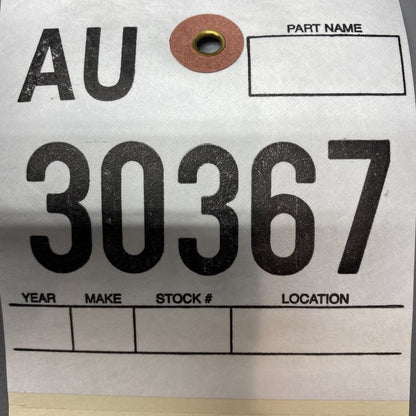 AU
PART NAME
30367
YEAR MAKE STOCK # LOCATION